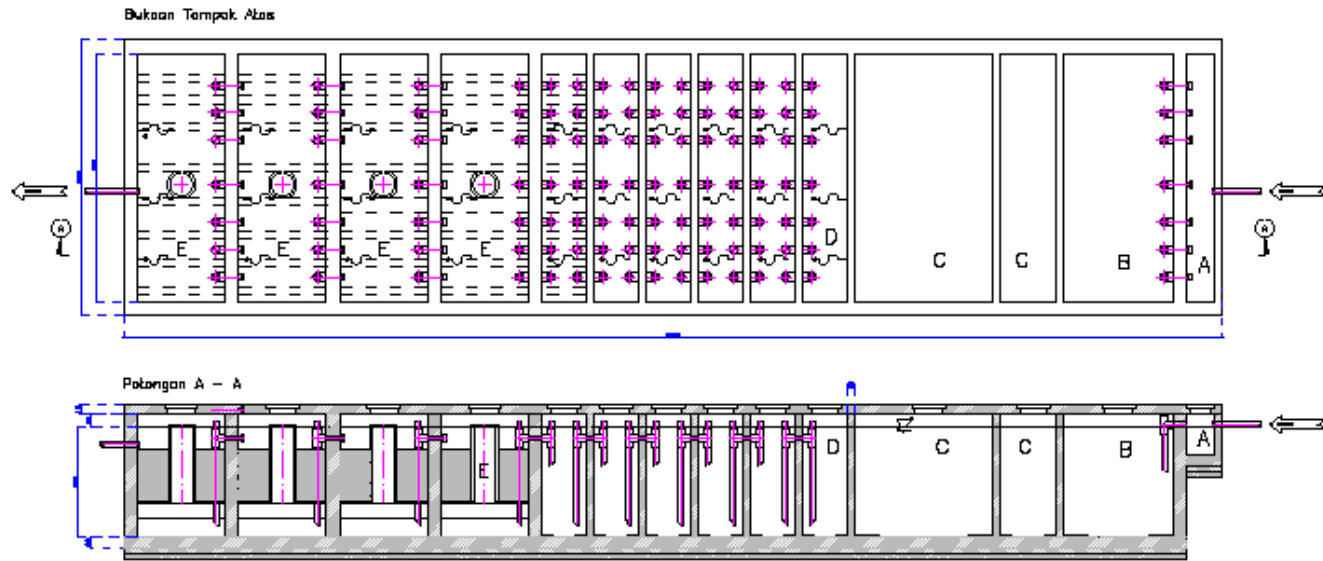 Bukaan Tampak Atas
E E E E D C C B A
A A
Potongan A - A
E D C C B A